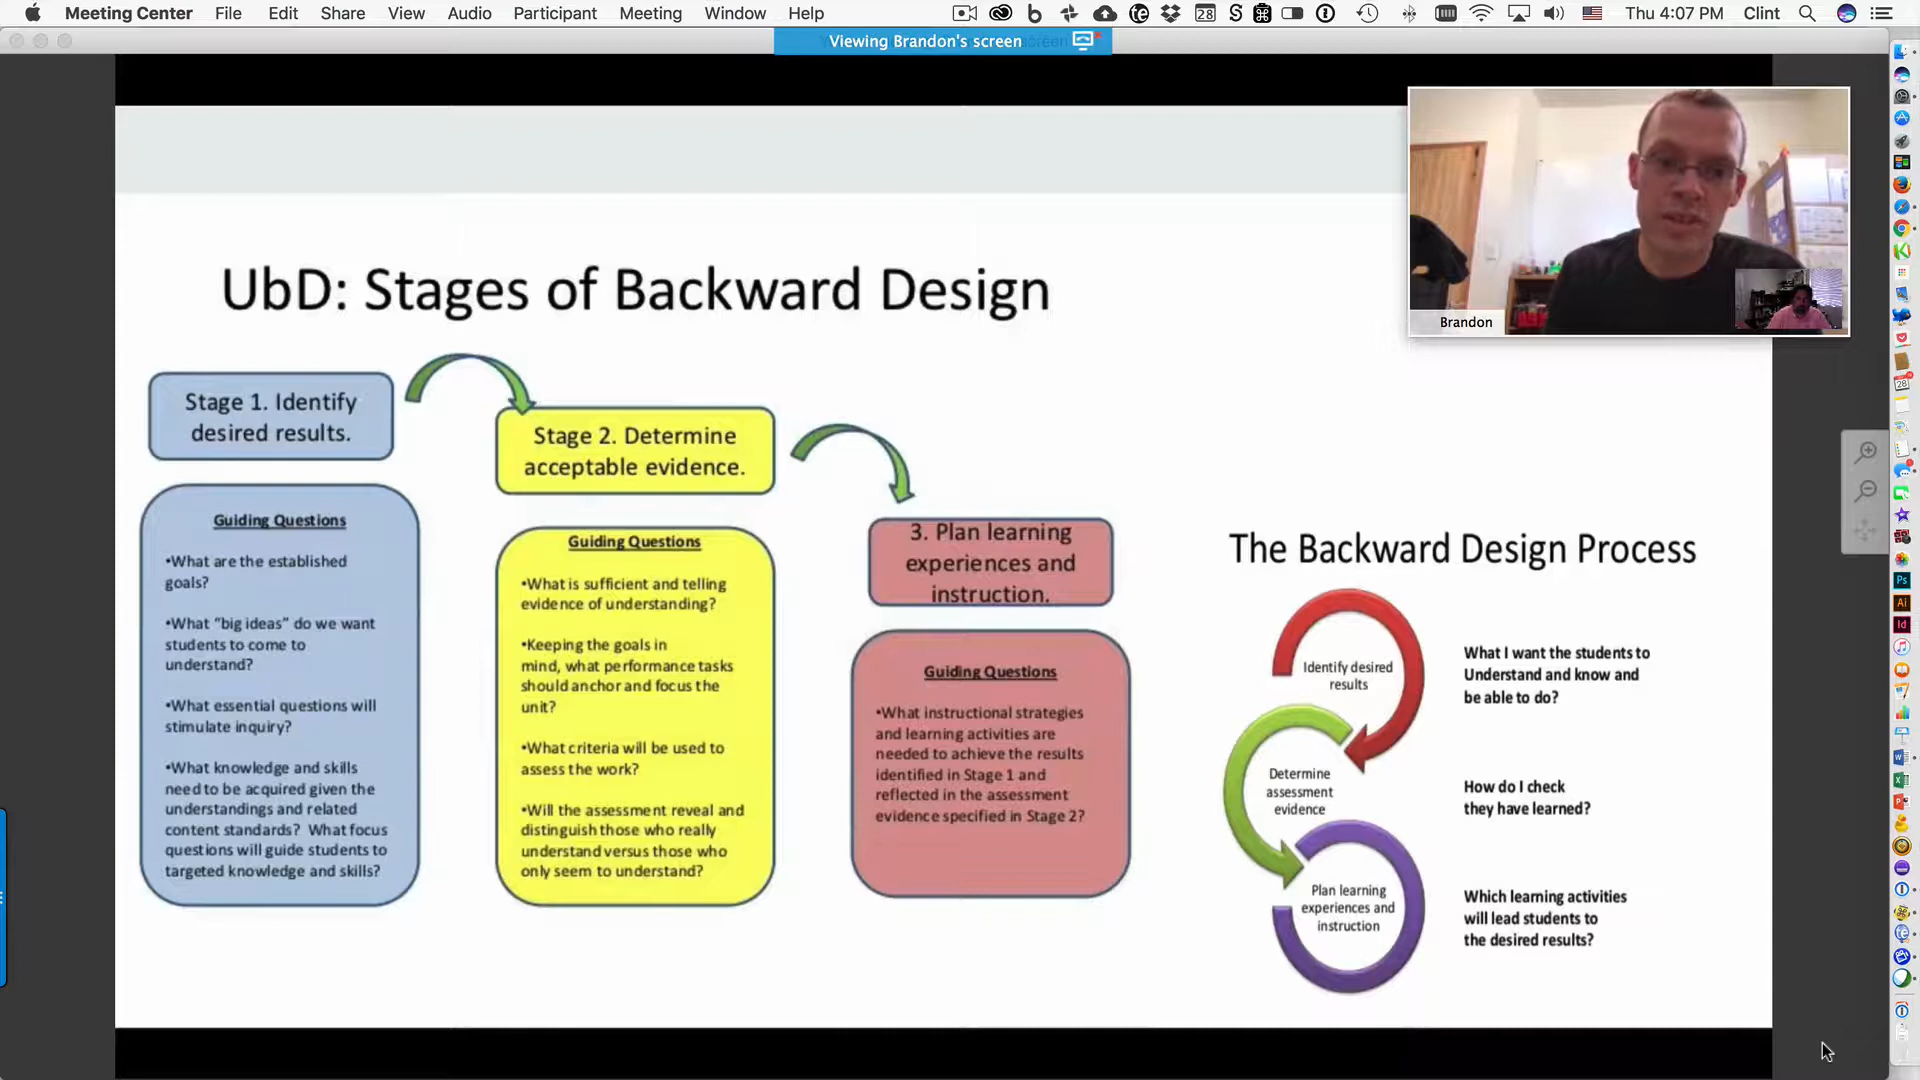 Meeting Center File Edit Share View Audio Participant Meeting Window Help
28
Thu 4:07 PM Clint
Viewing Brandon's screen
UbD: Stages of Backward Design
Brandon
Stage 1. Identify
desired results.
Guiding Questions
•What are the established
goals?
•What “big ideas” do we want
students to come to
understand?
•What essential questions will
stimulate inquiry?
•What knowledge and skills
need to be acquired given the
understandings and related
content standards? What focus
questions will guide students to
targeted knowledge and skills?
Stage 2. Determine
acceptable evidence.
Guiding Questions
•What is sufficient and telling
evidence of understanding?
•Keeping the goals in
mind, what performance tasks
should anchor and focus the
unit?
•What criteria will be used to
assess the work?
•Will the assessment reveal and
distinguish those who really
understand versus those who
only seem to understand?
3. Plan learning
experiences and
instruction.
Guiding Questions
•What instructional strategies
and learning activities are
needed to achieve the results
identified in Stage 1 and
reflected in the assessment
evidence specified in Stage 2?
The Backward Design Process
Identify desired
results
What I want the students to
Understand and know and
be able to do?
Determine
assessment
evidence
How do I check
they have learned?
Plan learning
experiences and
instruction
Which learning activities
will lead students to
the desired results?
28
Ps
Ai
Id